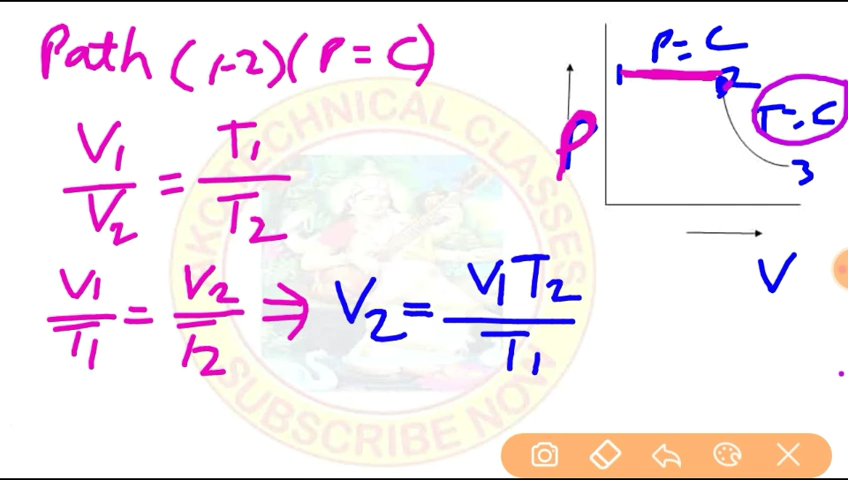 Path (1-2) (P = C)
V₁/V₂ = T₁/T₂
V₁/T₁ = V₂/T₂ ⇒ V₂ = V₁T₂/T₁
P = C
1 2
T = C
P
3
V
TECHNICAL CLASSES
SUBSCRIBE NOW